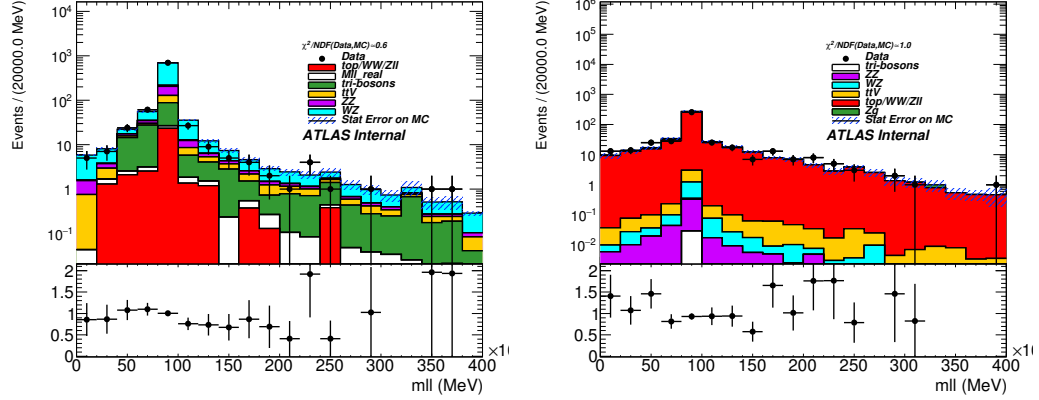 Events / (20000.0 MeV)
10⁴
10³
10²
10
1
10⁻¹
χ²/NDF(Data,MC)=0.6
Data
top/WW/Zll
Mll_real
tri-bosons
ttV
ZZ
WZ
Stat Error on MC
ATLAS Internal
2
1.5
1
0.5
0
0 50 100 150 200 250 300 350 400
×1
mll (MeV)
Events / (20000.0 MeV)
10⁶
10⁵
10⁴
10³
10²
10
1
10⁻¹
10⁻²
χ²/NDF(Data,MC)=1.0
Data
tri-bosons
ZZ
WZ
ttV
top/WW/Zll
Zg
Stat Error on MC
ATLAS Internal
2
1.5
1
0.5
0
0 50 100 150 200 250 300 350 400
×1
mll (MeV)